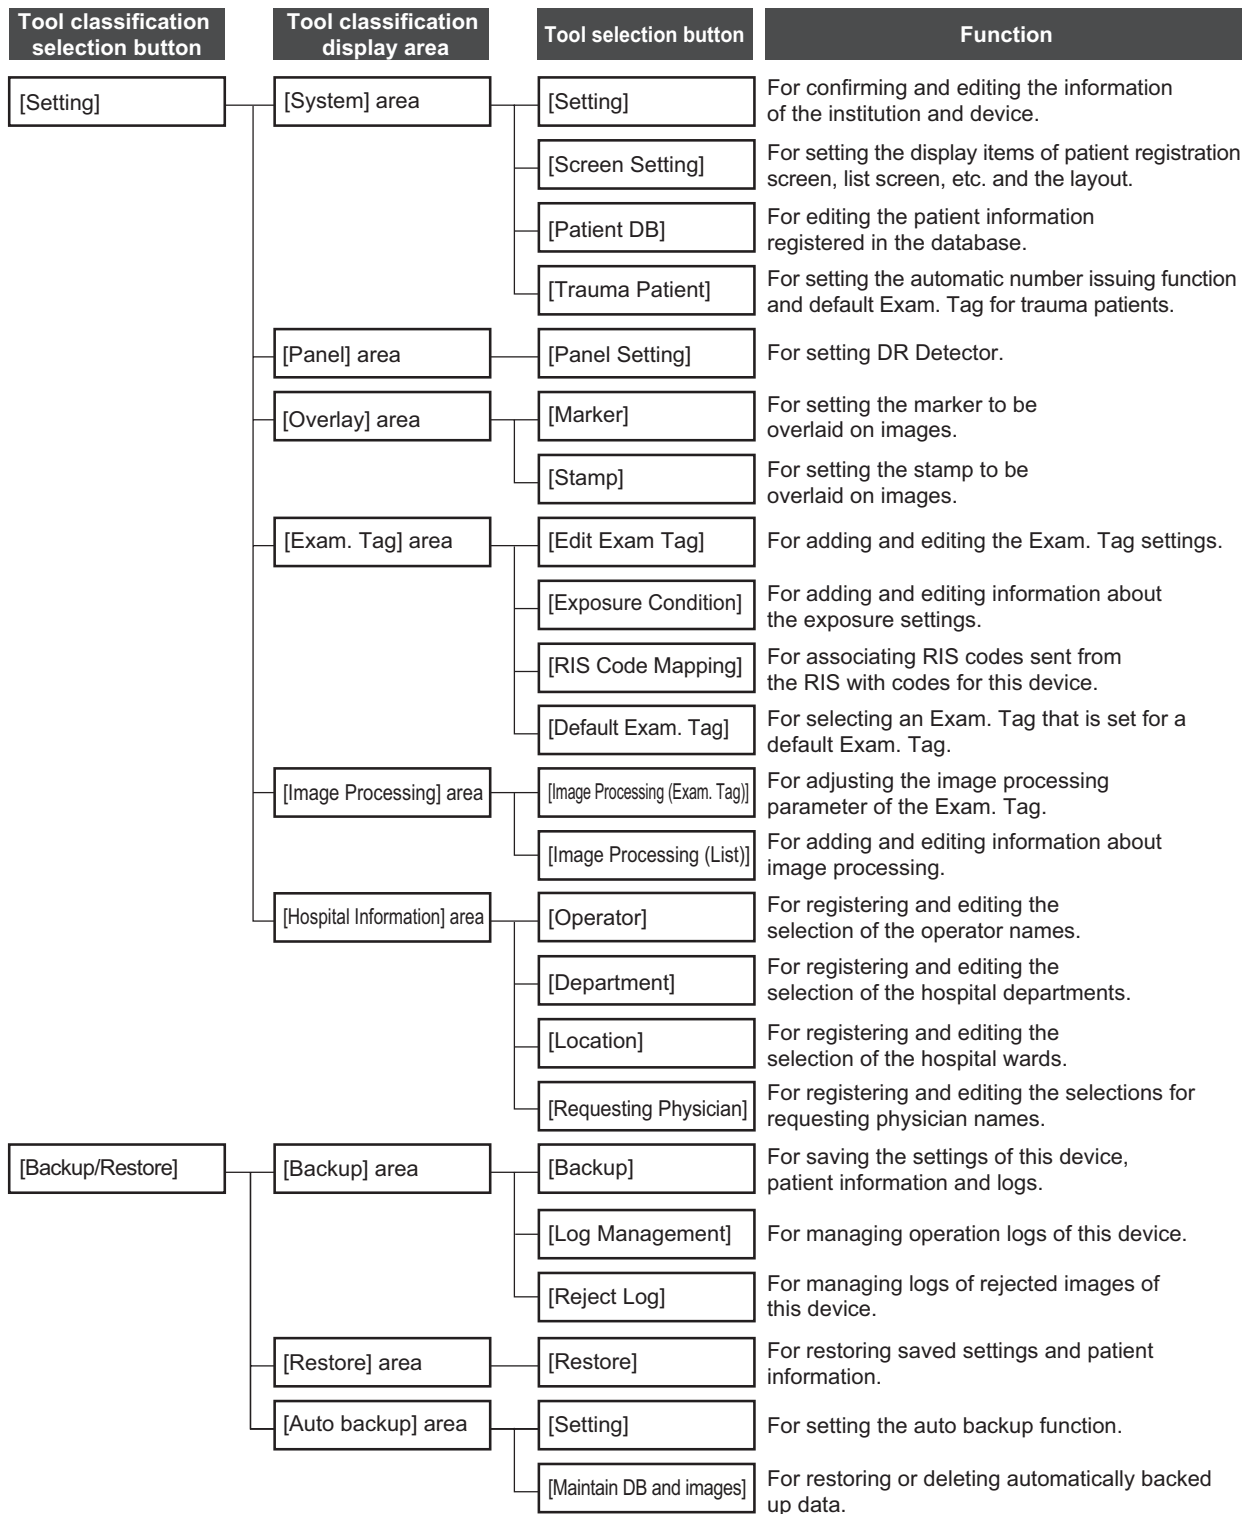 Tool classification
selection button
Tool classification
display area
Tool selection button
Function
[Setting]
[System] area
[Setting]
For confirming and editing the information
of the institution and device.
[Screen Setting]
For setting the display items of patient registration
screen, list screen, etc. and the layout.
[Patient DB]
For editing the patient information
registered in the database.
[Trauma Patient]
For setting the automatic number issuing function
and default Exam. Tag for trauma patients.
[Panel] area
[Panel Setting]
For setting DR Detector.
[Overlay] area
[Marker]
For setting the marker to be
overlaid on images.
[Stamp]
For setting the stamp to be
overlaid on images.
[Exam. Tag] area
[Edit Exam Tag]
For adding and editing the Exam. Tag settings.
[Exposure Condition]
For adding and editing information about
the exposure settings.
[RIS Code Mapping]
For associating RIS codes sent from
the RIS with codes for this device.
[Default Exam. Tag]
For selecting an Exam. Tag that is set for a
default Exam. Tag.
[Image Processing] area
[Image Processing (Exam. Tag)]
For adjusting the image processing
parameter of the Exam. Tag.
[Image Processing (List)]
For adding and editing information about
image processing.
[Hospital Information] area
[Operator]
For registering and editing the
selection of the operator names.
[Department]
For registering and editing the
selection of the hospital departments.
[Location]
For registering and editing the
selection of the hospital wards.
[Requesting Physician]
For registering and editing the selections for
requesting physician names.
[Backup/Restore]
[Backup] area
[Backup]
For saving the settings of this device,
patient information and logs.
[Log Management]
For managing operation logs of this device.
[Reject Log]
For managing logs of rejected images of
this device.
[Restore] area
[Restore]
For restoring saved settings and patient
information.
[Auto backup] area
[Setting]
For setting the auto backup function.
[Maintain DB and images]
For restoring or deleting automatically backed
up data.